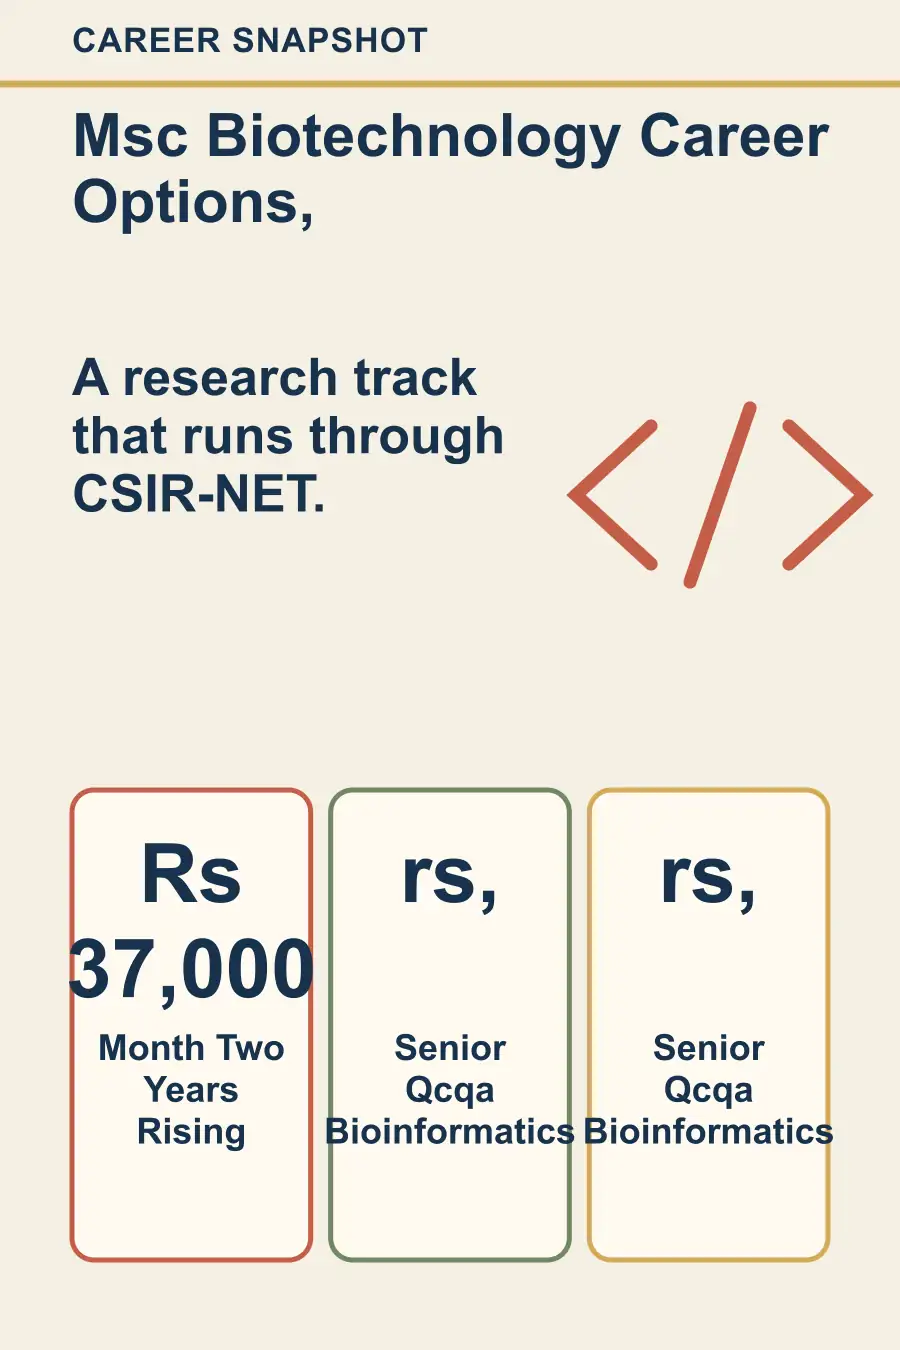 CAREER SNAPSHOT
Msc Biotechnology Career
Options,
A research track
that runs through
CSIR-NET.
Rs
37,000
Month Two
Years
Rising
rs,
Senior
Qcqa
Bioinformatics
rs,
Senior
Qcqa
Bioinformatics